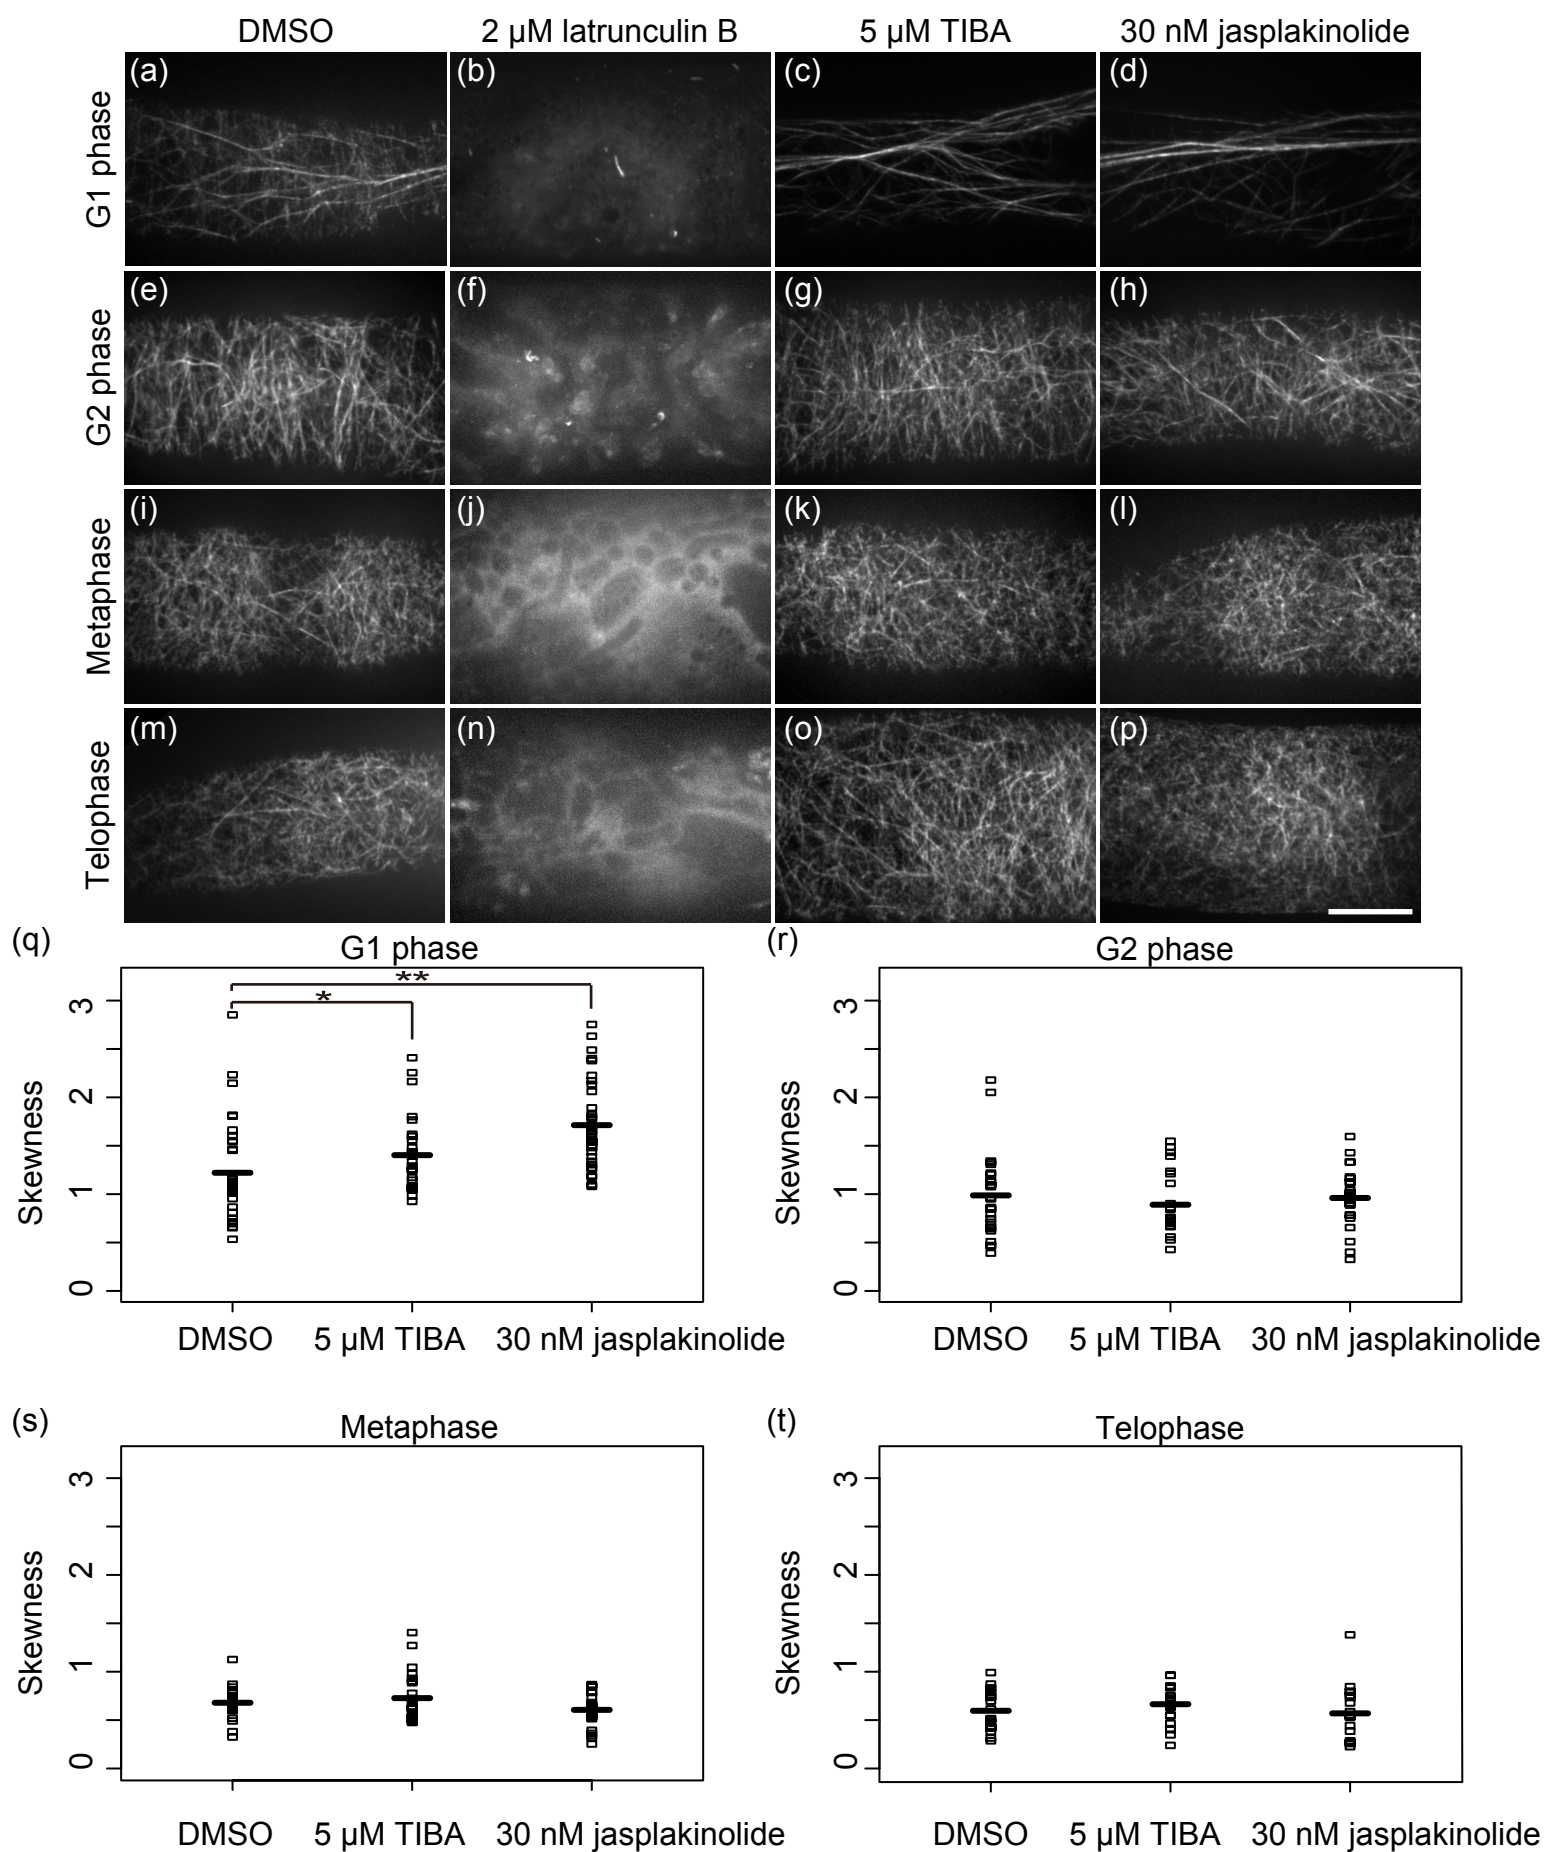 DMSO 2 µM latrunculin B 5 µM TIBA 30 nM jasplakinolide
G1 phase
(a) (b) (c) (d)
G2 phase
(e) (f) (g) (h)
Metaphase
(i) (j) (k) (l)
Telophase
(m) (n) (o) (p)
(q) G1 phase
** 
*
Skewness
3
2
1
0
DMSO 5 µM TIBA 30 nM jasplakinolide
(r) G2 phase
Skewness
3
2
1
0
DMSO 5 µM TIBA 30 nM jasplakinolide
(s) Metaphase
Skewness
3
2
1
0
DMSO 5 µM TIBA 30 nM jasplakinolide
(t) Telophase
Skewness
3
2
1
0
DMSO 5 µM TIBA 30 nM jasplakinolide